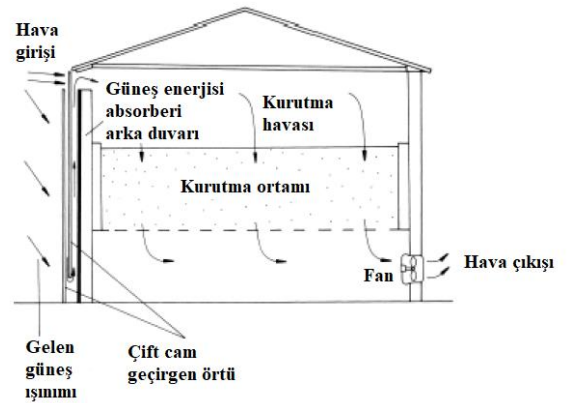 Hava
girişi
Güneş enerjisi
absorberi
arka duvarı
Kurutma
havası
Kurutma ortamı
Fan
Hava çıkışı
Gelen
güneş
ışınımı
Çift cam
geçirgen örtü